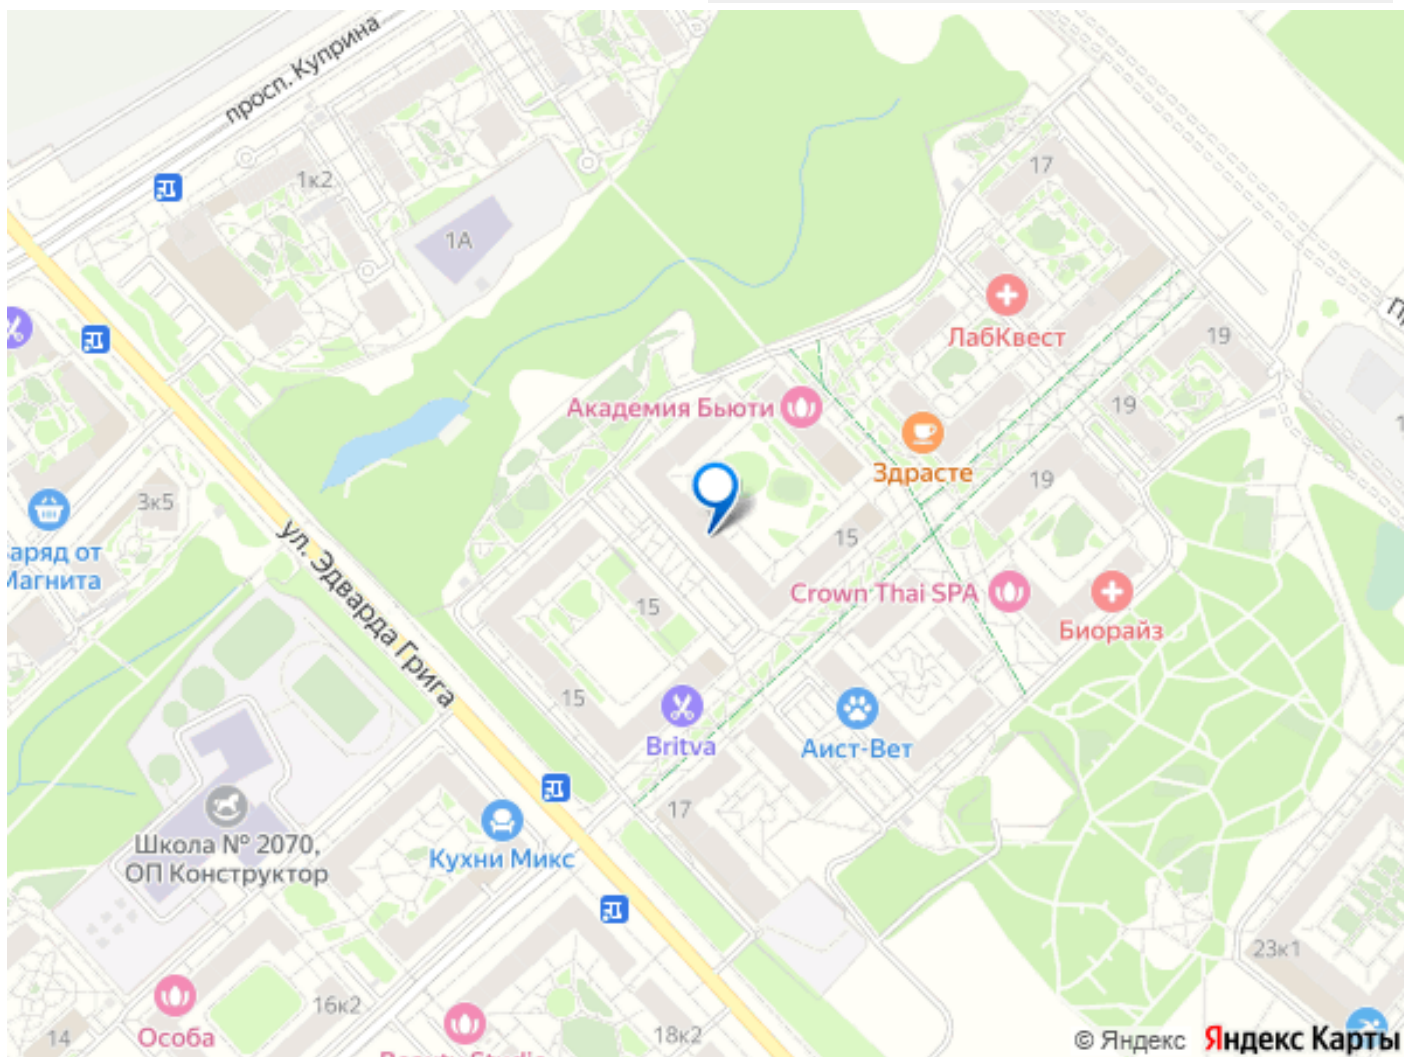 просп. Куприна
1к2
17
1А
ЛабКвест
19
Академия Бьюти
19
Здрасте
19
3к5
Магнита
ул. Эдварда Грига
15
15
Crown Thai SPA
Биорайз
15
Britva
Аист-Вет
17
Школа № 2070,
ОП Конструктор
Кухни Микс
23к1
16к2
14
Особа
18к2
© Яндекс Яндекс Карты